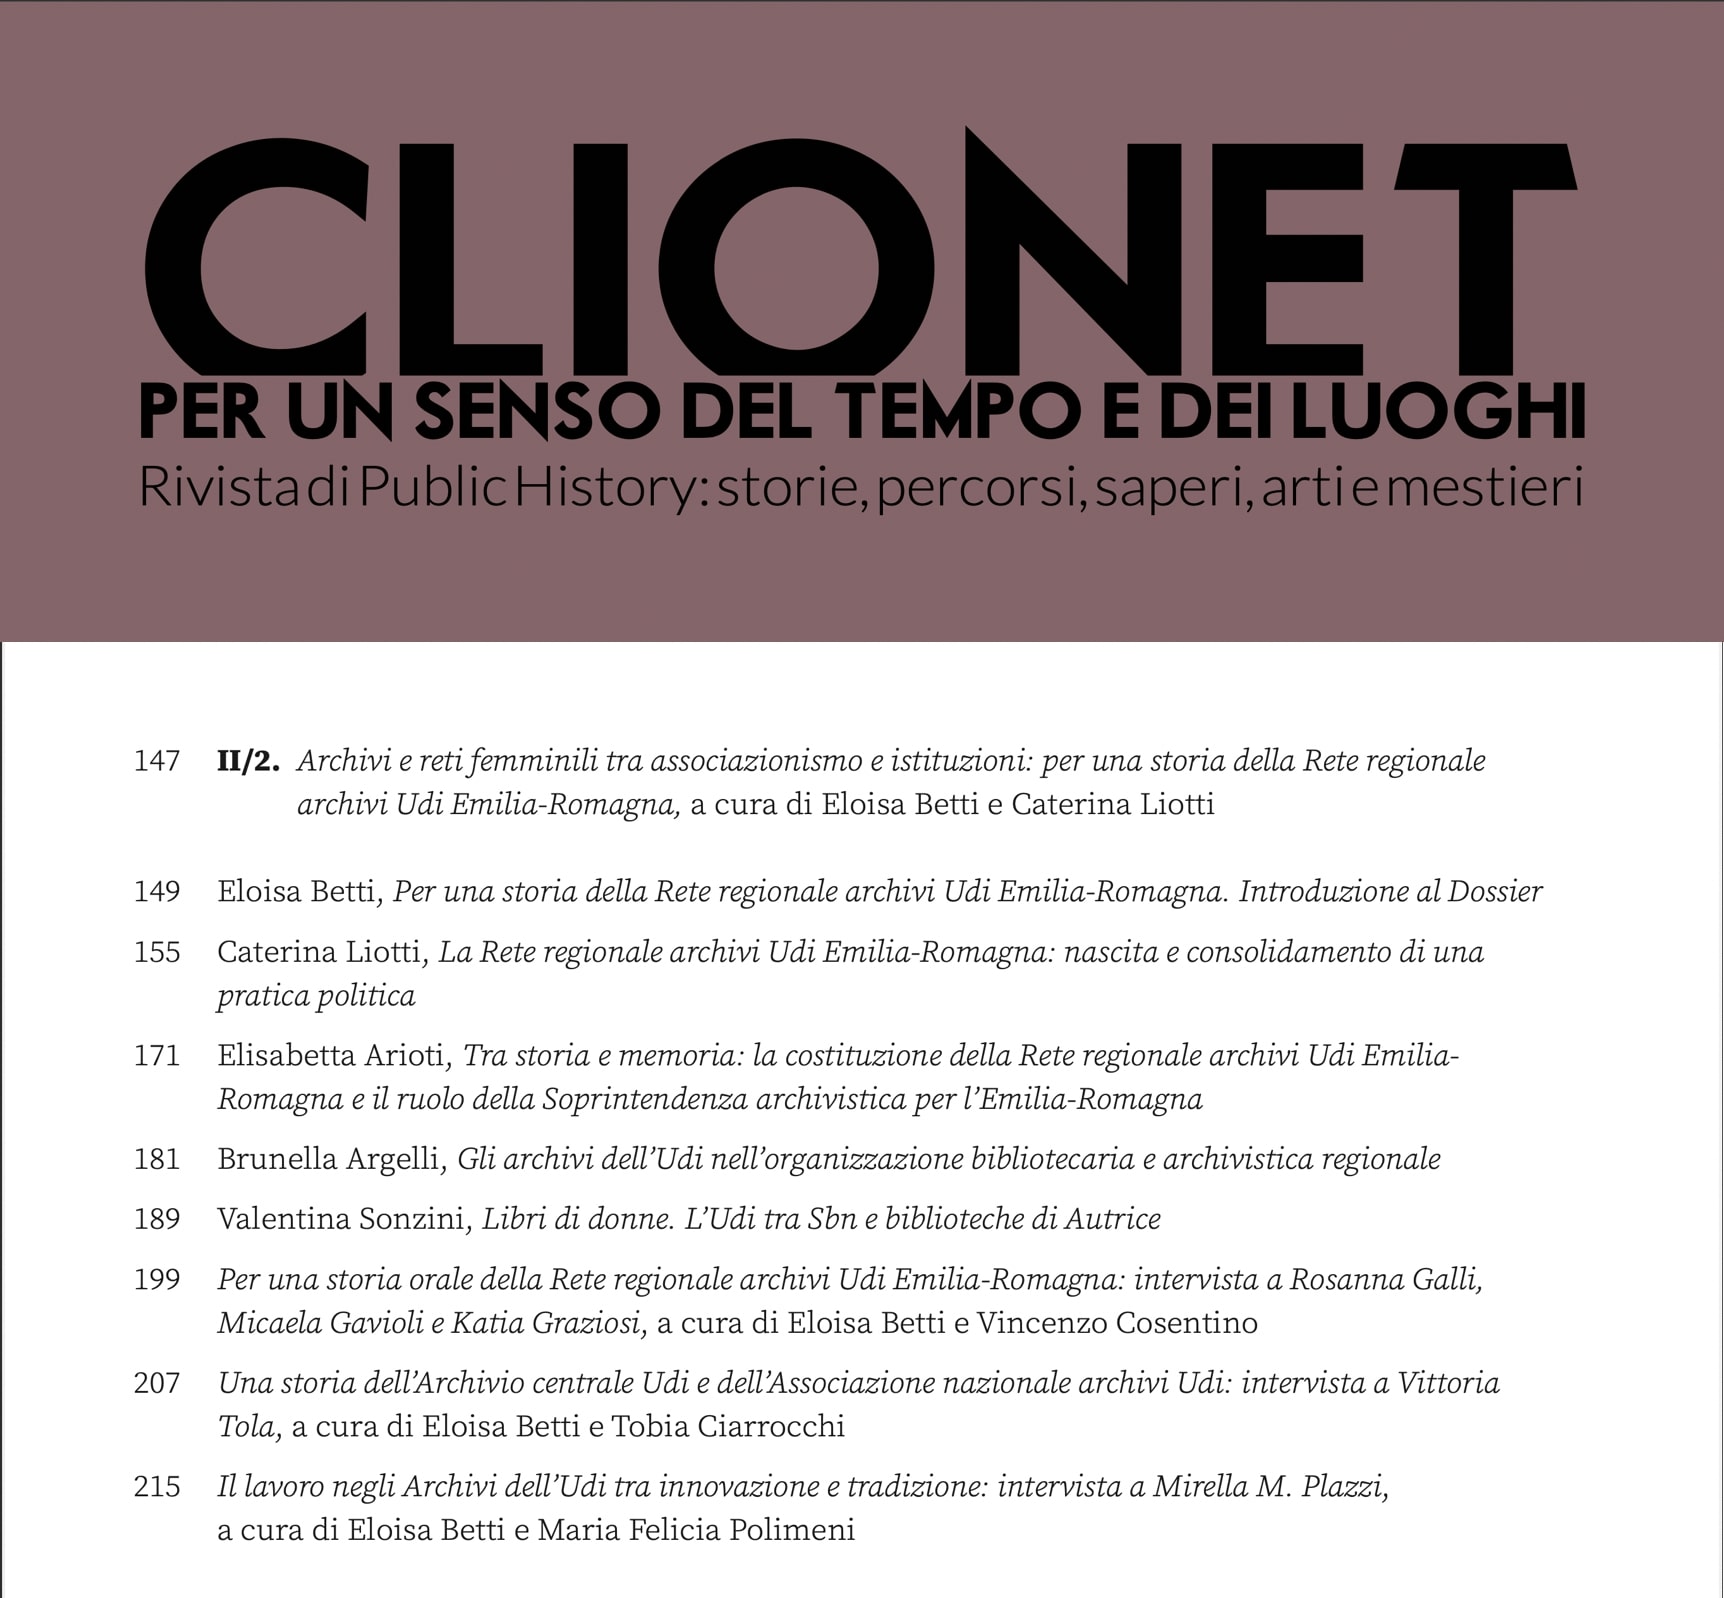 CLIONET
PER UN SENSO DEL TEMPO E DEI LUOGHI
Rivista di Public History: storie, percorsi, saperi, arti e mestieri
147 II/2. Archivi e reti femminili tra associazionismo e istituzioni: per una storia della Rete regionale
archivi Udi Emilia-Romagna, a cura di Eloisa Betti e Caterina Liotti
149 Eloisa Betti, Per una storia della Rete regionale archivi Udi Emilia-Romagna. Introduzione al Dossier
155 Caterina Liotti, La Rete regionale archivi Udi Emilia-Romagna: nascita e consolidamento di una
pratica politica
171 Elisabetta Arioti, Tra storia e memoria: la costituzione della Rete regionale archivi Udi Emilia-
Romagna e il ruolo della Soprintendenza archivistica per l’Emilia-Romagna
181 Brunella Argelli, Gli archivi dell’Udi nell’organizzazione bibliotecaria e archivistica regionale
189 Valentina Sonzini, Libri di donne. L’Udi tra Sbn e biblioteche di Autrice
199 Per una storia orale della Rete regionale archivi Udi Emilia-Romagna: intervista a Rosanna Galli,
Micaela Gavioli e Katia Graziosi, a cura di Eloisa Betti e Vincenzo Cosentino
207 Una storia dell’Archivio centrale Udi e dell’Associazione nazionale archivi Udi: intervista a Vittoria
Tola, a cura di Eloisa Betti e Tobia Ciarrocchi
215 Il lavoro negli Archivi dell’Udi tra innovazione e tradizione: intervista a Mirella M. Plazzi,
a cura di Eloisa Betti e Maria Felicia Polimeni